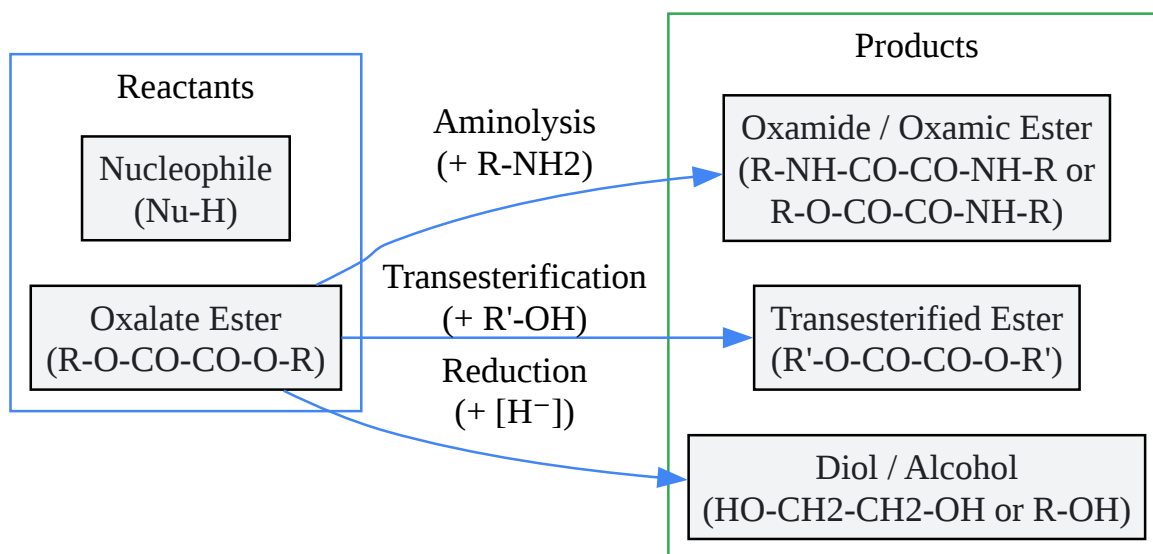 Reactants
Nucleophile
(Nu-H)
Oxalate Ester
(R-O-CO-CO-O-R)
Aminolysis
(+ R-NH2)
Transesterification
(+ R'-OH)
Reduction
(+ [H⁻])
Products
Oxamide / Oxamic Ester
(R-NH-CO-CO-NH-R or
R-O-CO-CO-NH-R)
Transesterified Ester
(R'-O-CO-CO-O-R')
Diol / Alcohol
(HO-CH2-CH2-OH or R-OH)